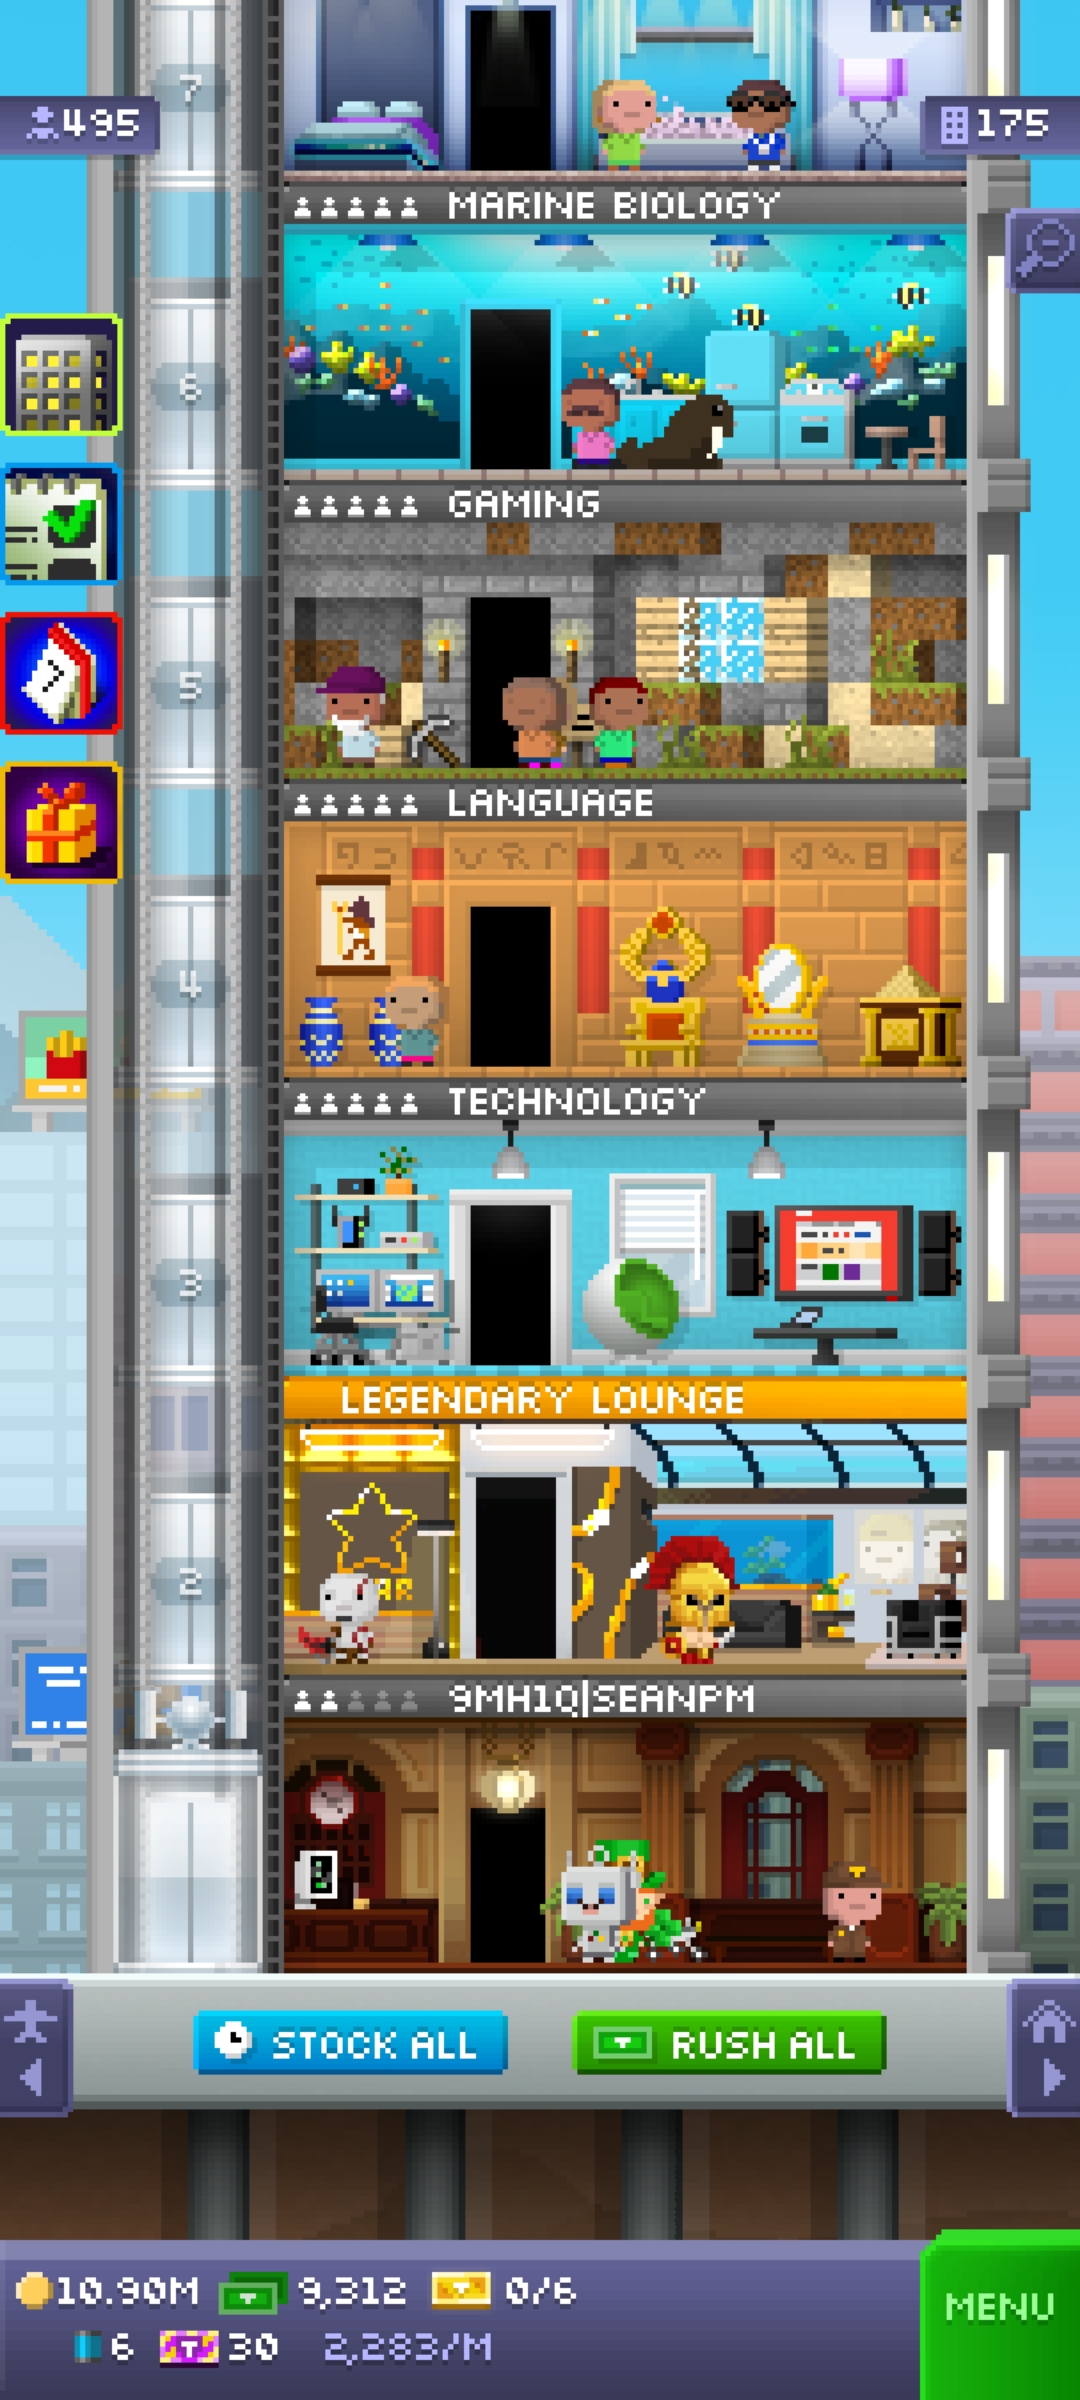 7
495
175
MARINE BIOLOGY
6
GAMING
5
LANGUAGE
4
TECHNOLOGY
3
LEGENDARY LOUNGE
2
9MH1Q|SEANPM
STOCK ALL
RUSH ALL
10.90M 9,312 0/6
6 30 2,283/M
MENU